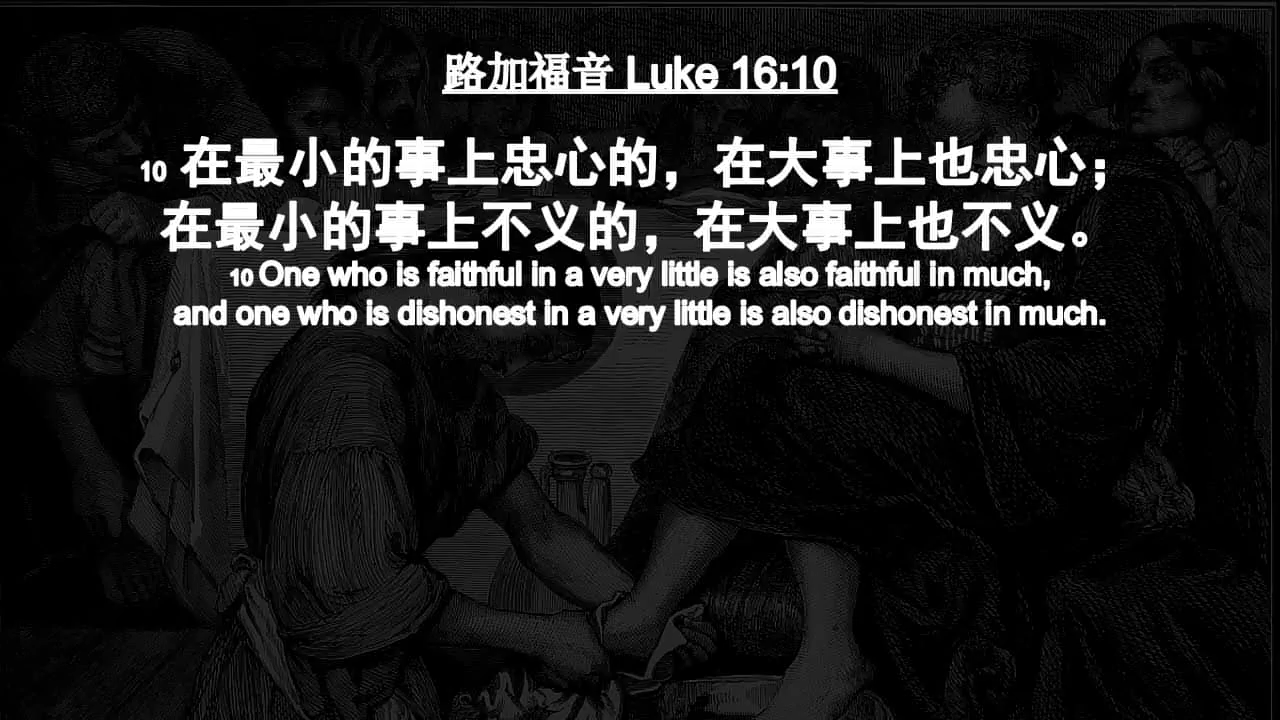 路加福音 Luke 16:10
10 在最小的事上忠心的，在大事上也忠心；
在最小的事上不义的，在大事上也不义。
10 One who is faithful in a very little is also faithful in much,
and one who is dishonest in a very little is also dishonest in much.